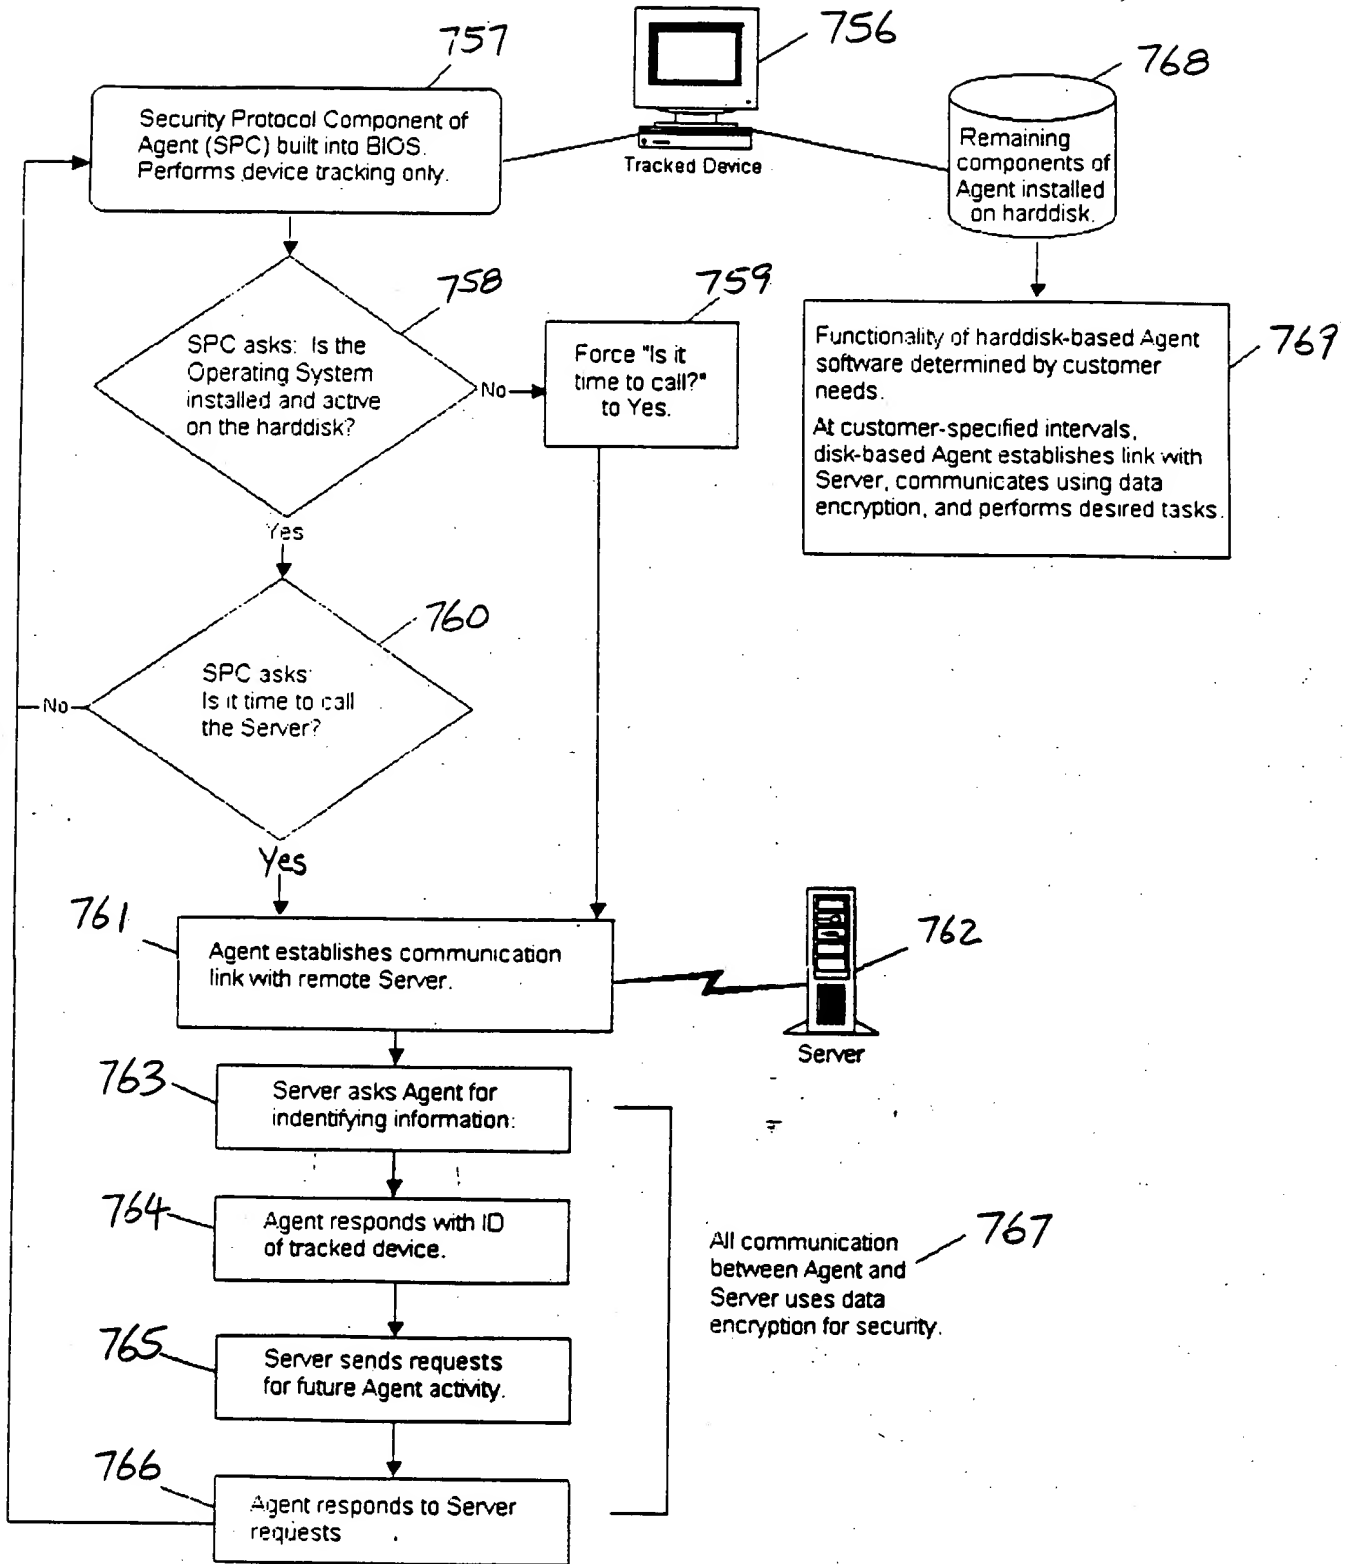 757
756
768
Security Protocol Component of
Agent (SPC) built into BIOS.
Performs device tracking only.
Tracked Device
Remaining
components of
Agent installed
on harddisk.
758
SPC asks: Is the
Operating System
installed and active
on the harddisk?
No
Yes
759
Force "Is it
time to call?"
to Yes.
769
Functionality of harddisk-based Agent
software determined by customer
needs.
At customer-specified intervals,
disk-based Agent establishes link with
Server, communicates using data
encryption, and performs desired tasks.
760
SPC asks:
Is it time to call
the Server?
No
Yes
761
Agent establishes communication
link with remote Server.
762
Server
763
Server asks Agent for
indentifying information:
764
Agent responds with ID
of tracked device.
765
Server sends requests
for future Agent activity.
766
Agent responds to Server
requests
767
All communication
between Agent and
Server uses data
encryption for security.